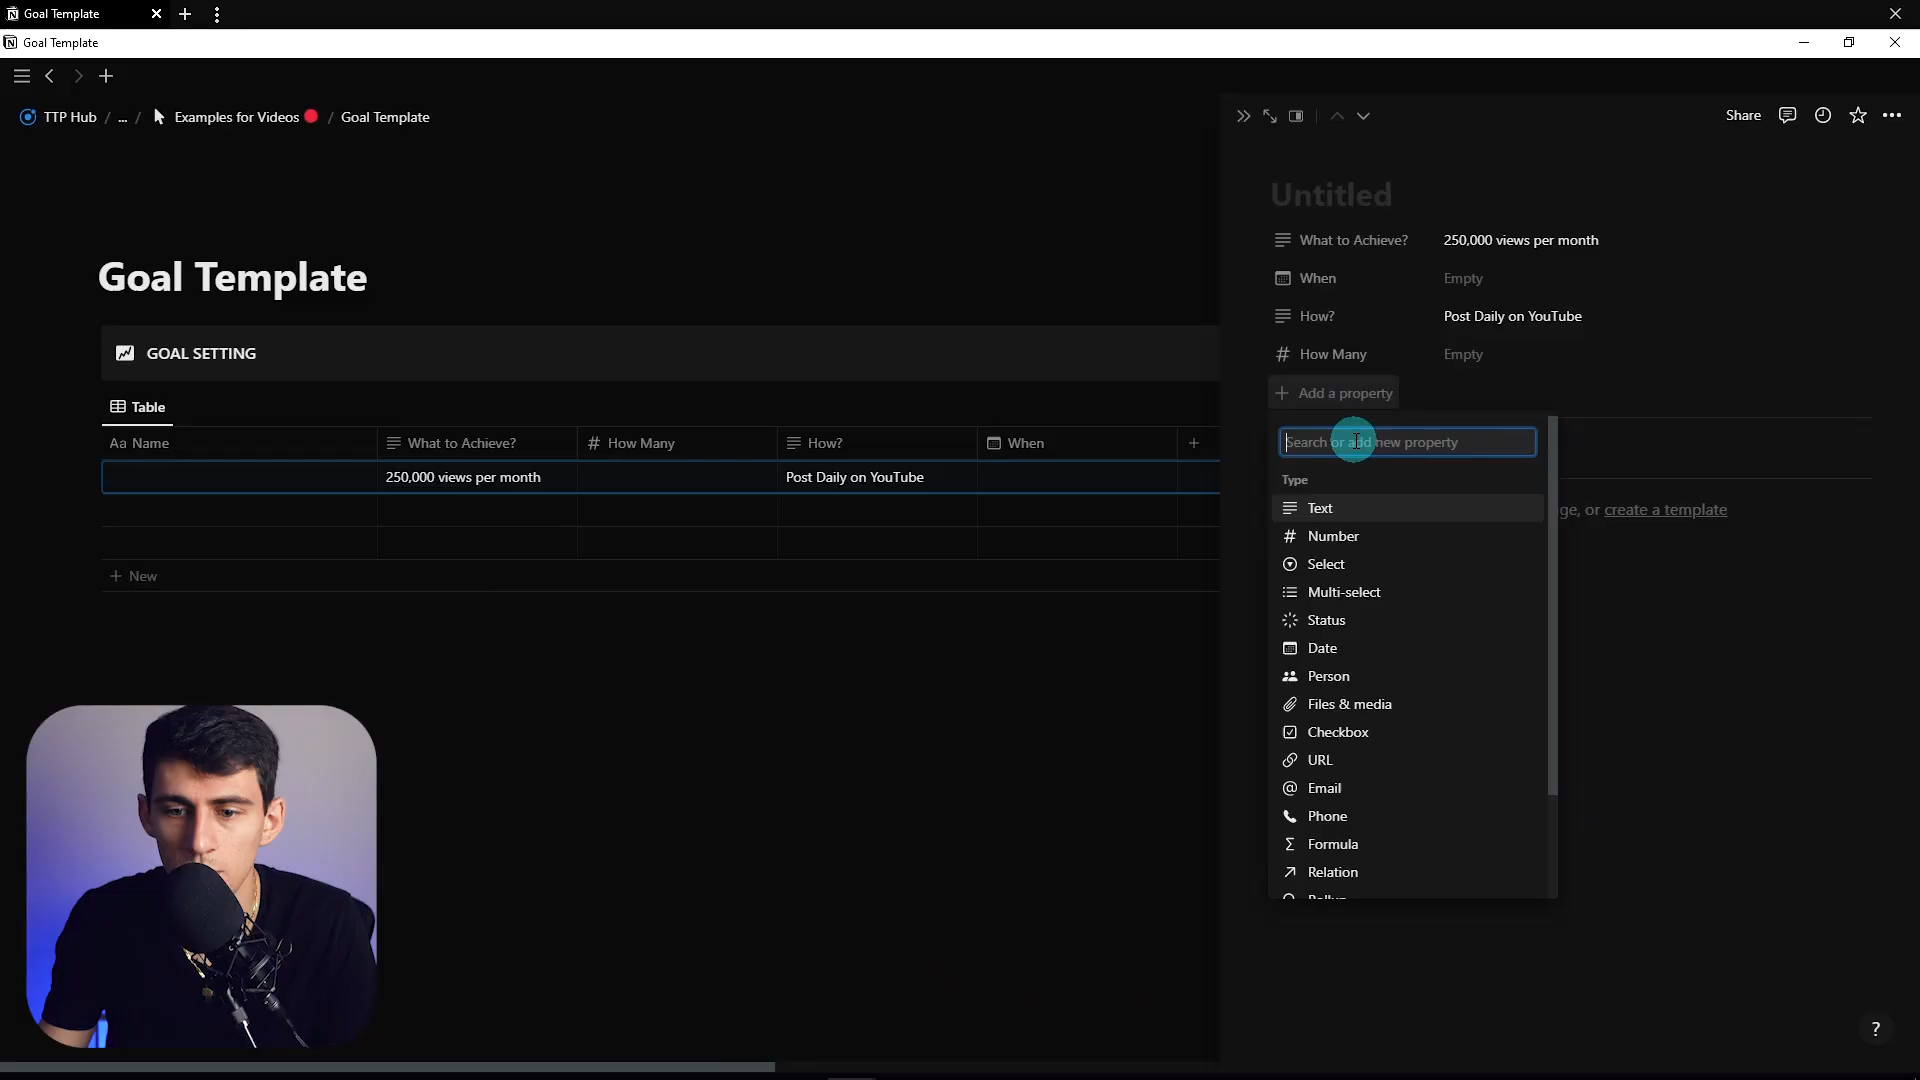 Goal Template
Goal Template
TTP Hub / ... / Examples for Videos / Goal Template
Share
Untitled
What to Achieve? 250,000 views per month
When Empty
How? Post Daily on YouTube
How Many Empty
Add a property
Search or add new property
Type
Text
Number
Select
Multi-select
Status
Date
Person
Files & media
Checkbox
URL
Email
Phone
Formula
Relation
ge, or create a template
Goal Template
GOAL SETTING
Table
Aa Name What to Achieve? # How Many How? When
250,000 views per month Post Daily on YouTube
New
?